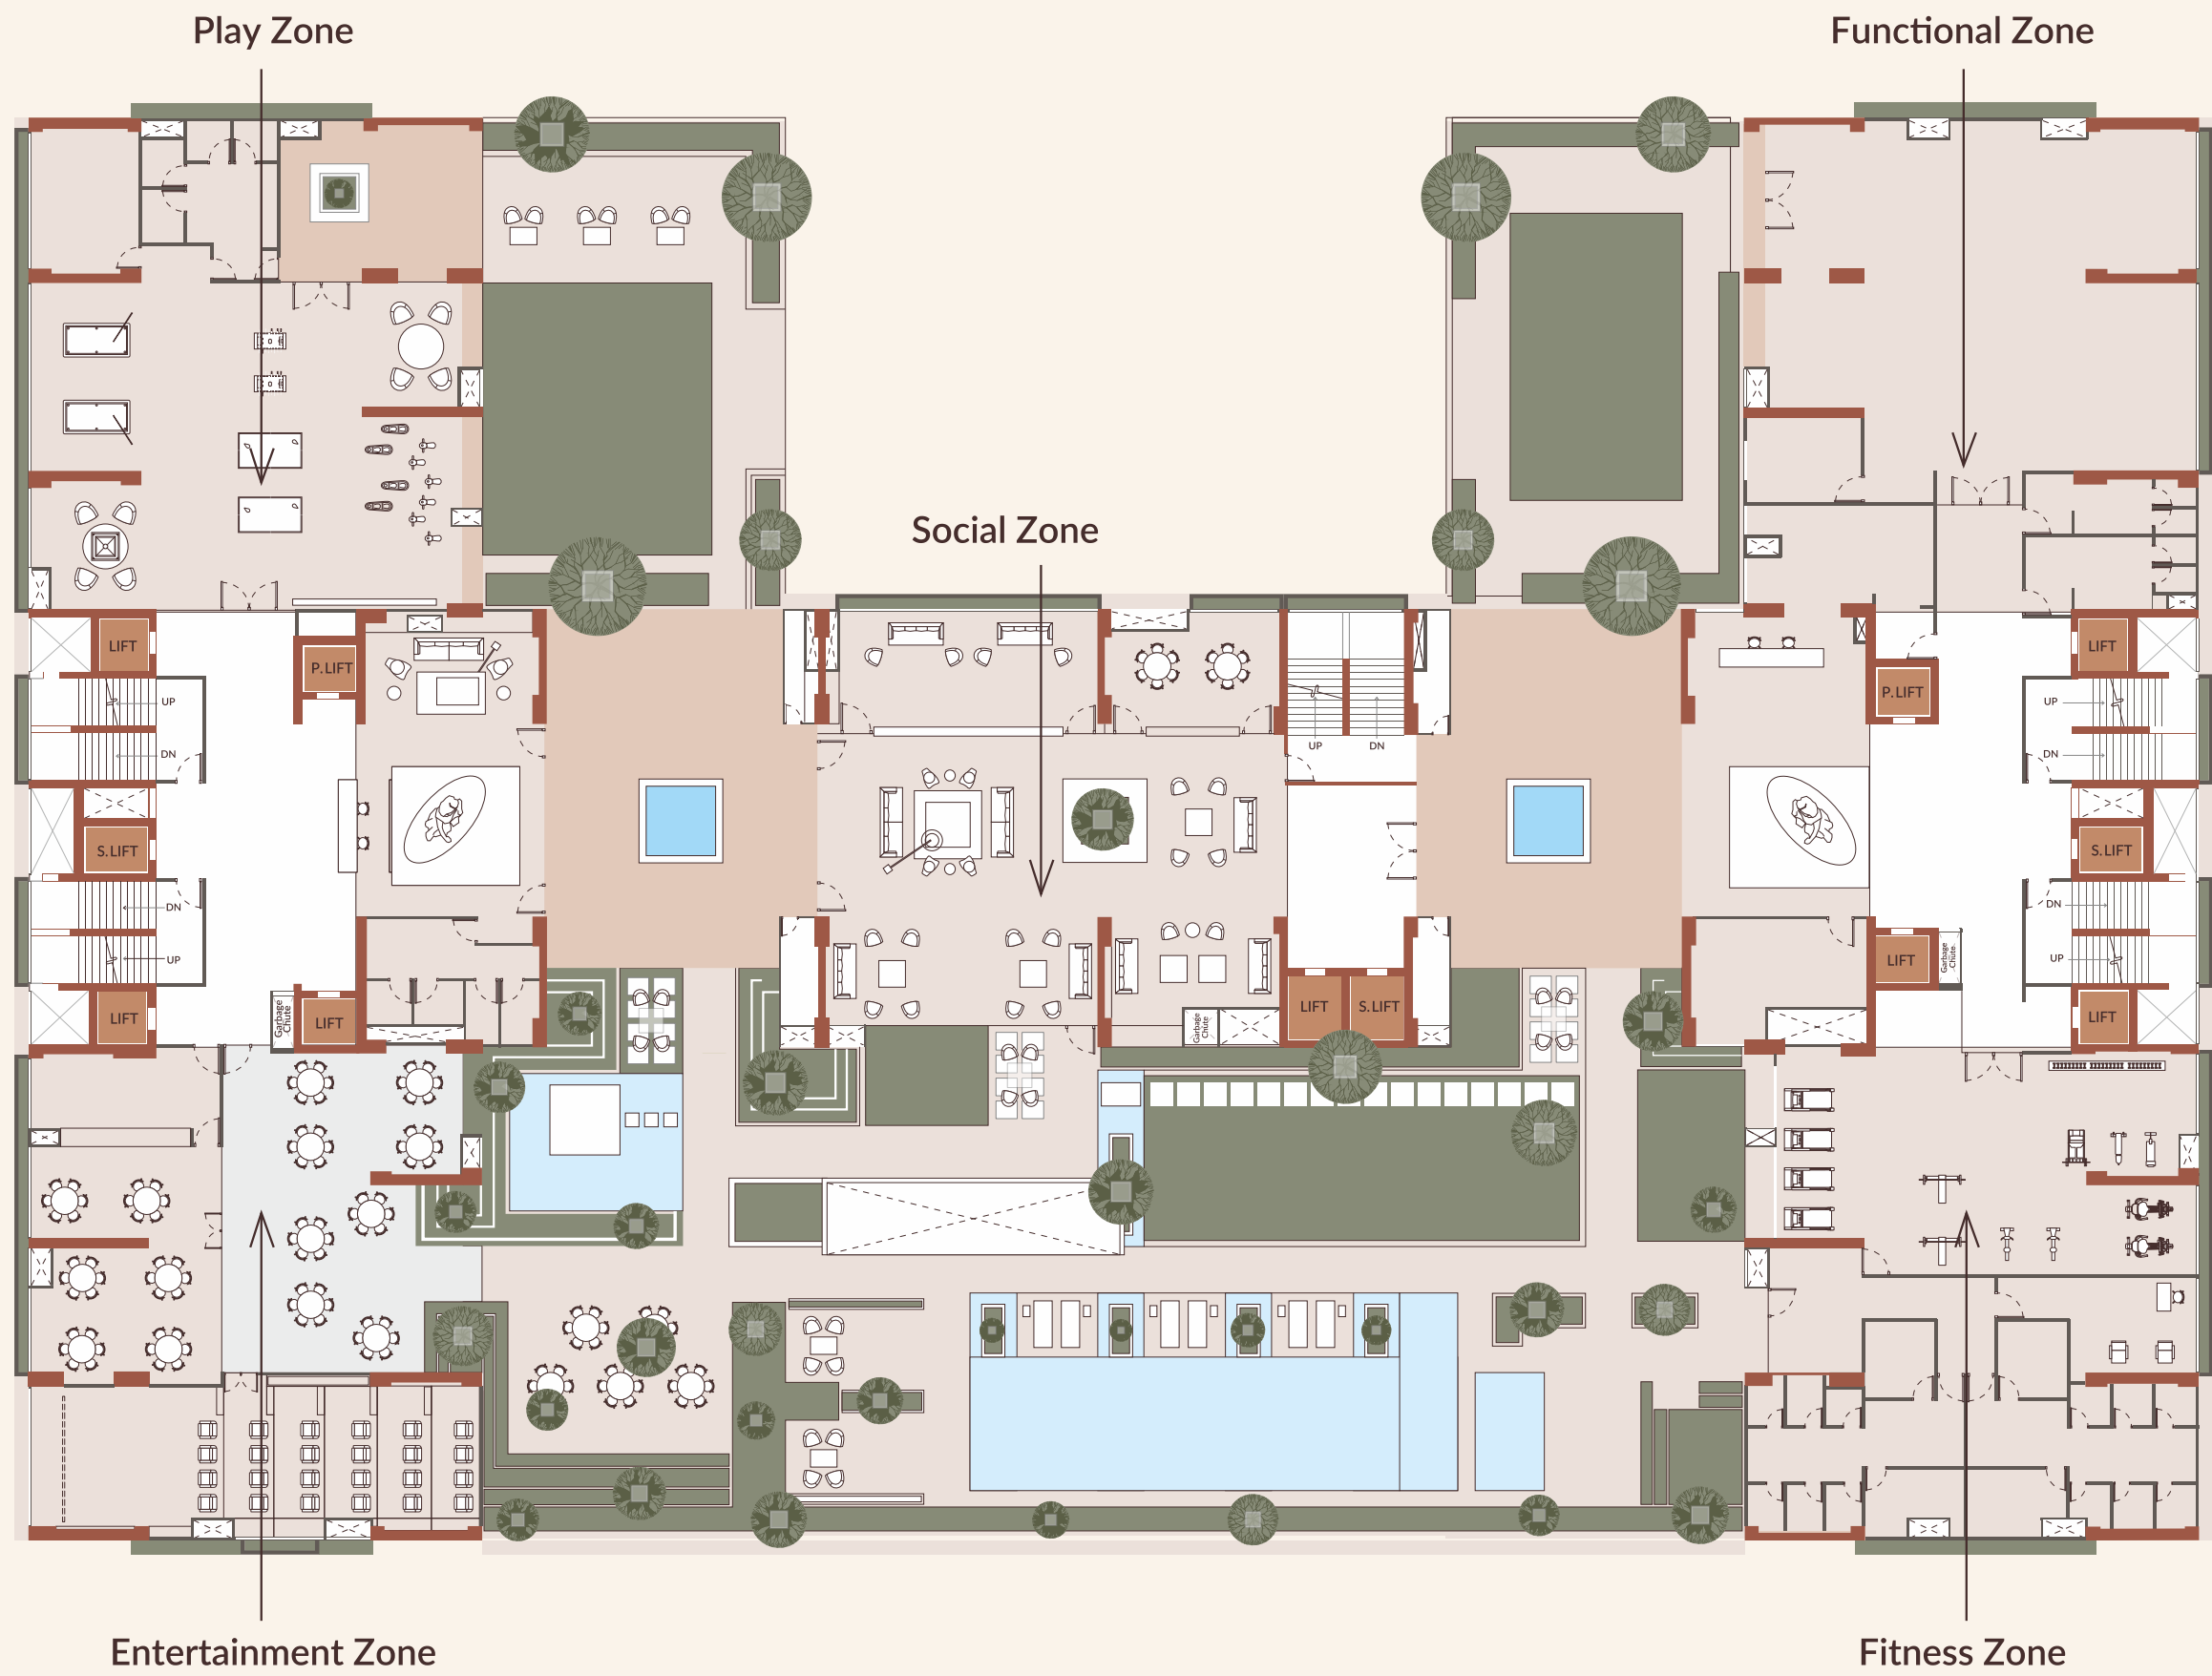 Play Zone
Functional Zone
Social Zone
LIFT
P.LIFT
UP
DN
S.LIFT
DN
UP
LIFT
Garbage
Chute
LIFT
UP
DN
Garbage
Chute
LIFT
S.LIFT
LIFT
P.LIFT
UP
DN
S.LIFT
DN
UP
LIFT
Garbage
Chute
LIFT
Entertainment Zone
Fitness Zone